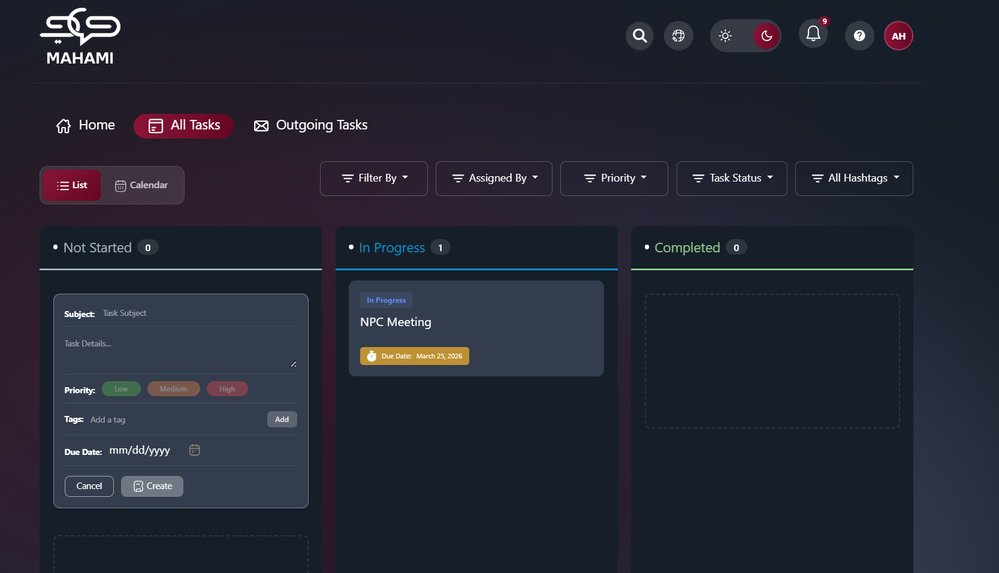 مهامي
MAHAMI
9
AH
Home
All Tasks
Outgoing Tasks
List
Calendar
Filter By
Assigned By
Priority
Task Status
All Hashtags
Not Started 0
Subject: Task Subject
Task Details...
Priority: Low Medium High
Tags: Add a tag Add
Due Date: mm/dd/yyyy
Cancel Create
In Progress 1
In Progress
NPC Meeting
Due Date: March 25, 2026
Completed 0